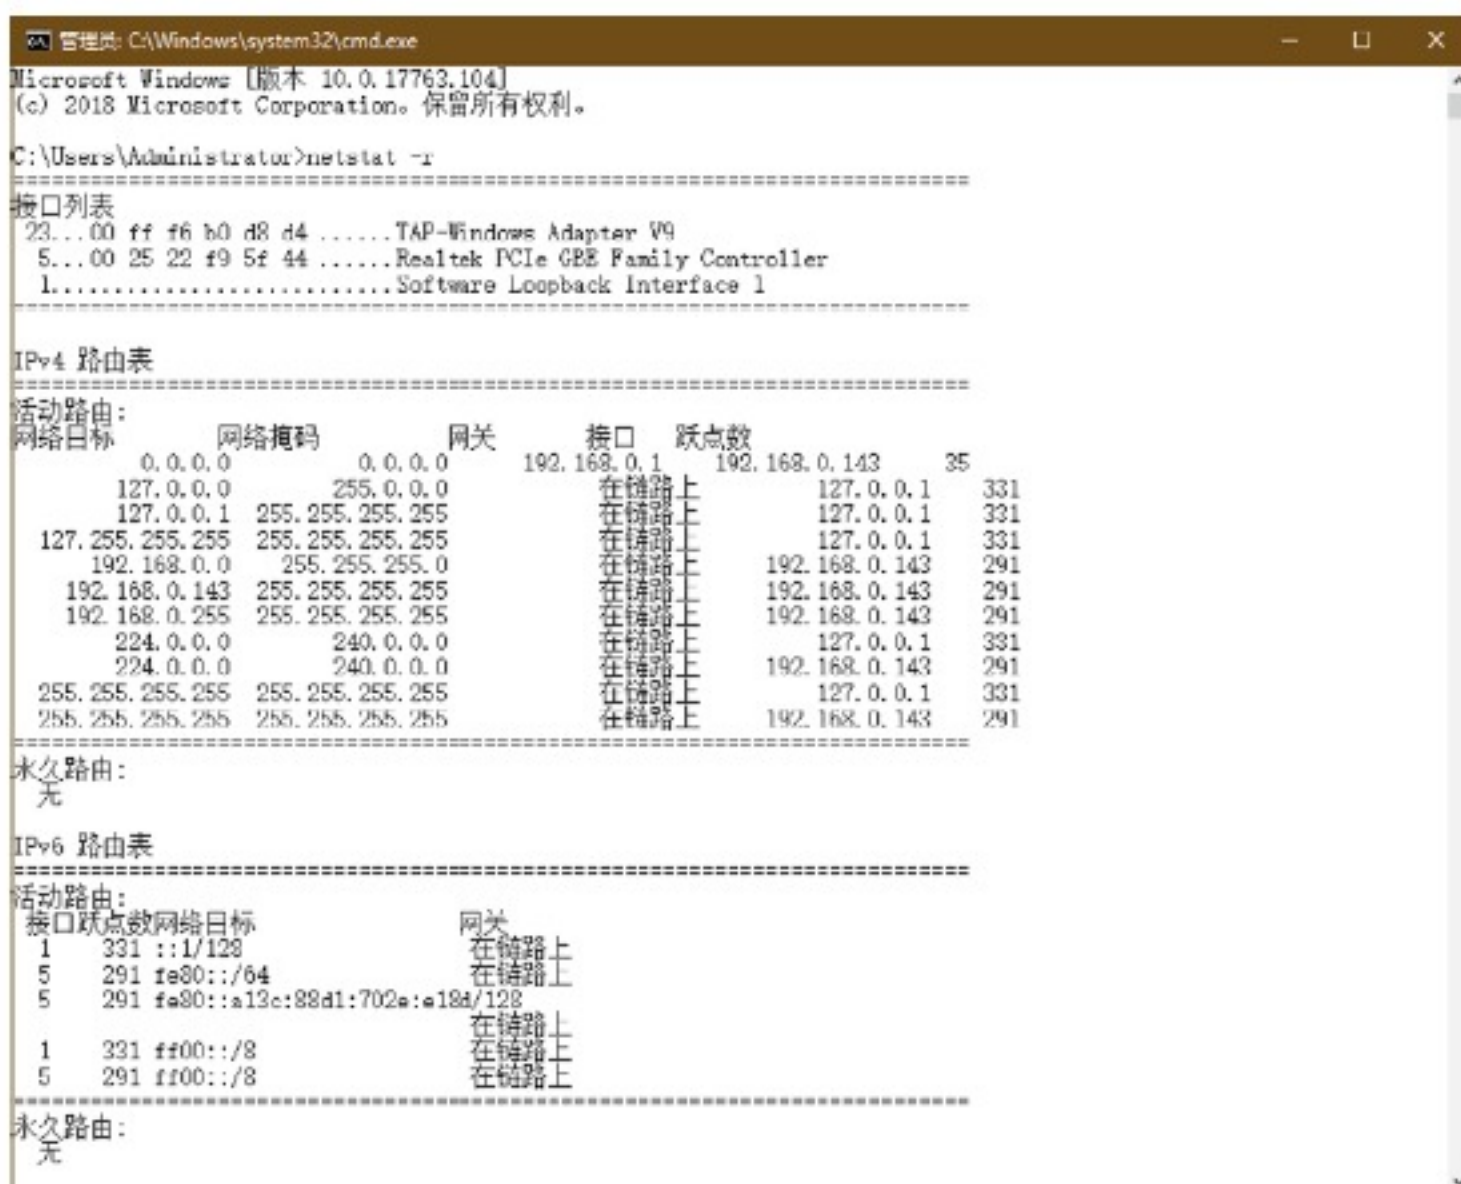 管理员: C:\Windows\system32\cmd.exe
Microsoft Windows [版本 10.0.17763.104]
(c) 2018 Microsoft Corporation。保留所有权利。
C:\Users\Administrator>netstat -r
===========================================================================
接口列表
23...00 ff f6 b0 d8 d4 ......TAP-Windows Adapter V9
5...00 25 22 f9 5f 44 ......Realtek PCIe GBE Family Controller
1...........................Software Loopback Interface 1
===========================================================================
IPv4 路由表
===========================================================================
活动路由:
网络目标 网络掩码 网关 接口 跃点数
0.0.0.0 0.0.0.0 192.168.0.1 192.168.0.143 35
127.0.0.0 255.0.0.0 在链路上 127.0.0.1 331
127.0.0.1 255.255.255.255 在链路上 127.0.0.1 331
127.255.255.255 255.255.255.255 在链路上 127.0.0.1 331
192.168.0.0 255.255.255.0 在链路上 192.168.0.143 291
192.168.0.143 255.255.255.255 在链路上 192.168.0.143 291
192.168.0.255 255.255.255.255 在链路上 192.168.0.143 291
224.0.0.0 240.0.0.0 在链路上 127.0.0.1 331
224.0.0.0 240.0.0.0 在链路上 192.168.0.143 291
255.255.255.255 255.255.255.255 在链路上 127.0.0.1 331
255.255.255.255 255.255.255.255 在链路上 192.168.0.143 291
===========================================================================
永久路由:
无
IPv6 路由表
===========================================================================
活动路由:
接口跃点数网络目标 网关
1 331 ::1/128 在链路上
5 291 fe80::/64 在链路上
5 291 fe80::a13c:88d1:702e:e18d/128
在链路上
1 331 ff00::/8 在链路上
5 291 ff00::/8 在链路上
===========================================================================
永久路由:
无